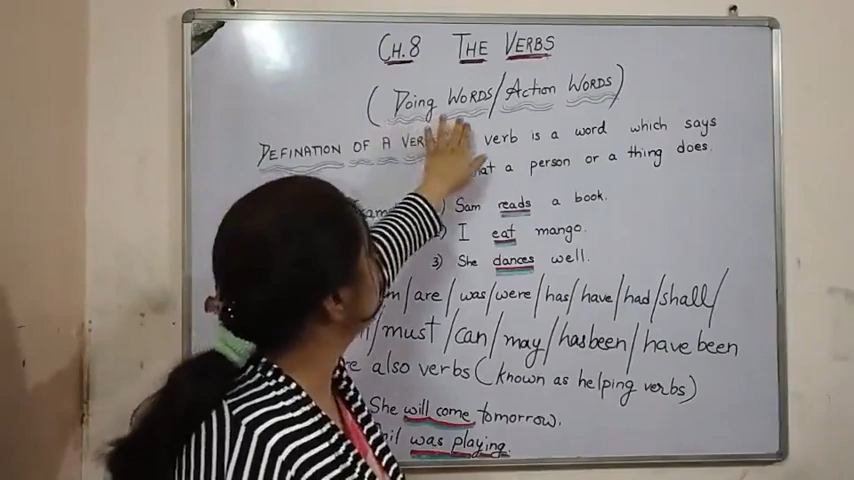 CH.8 THE VERBS
(DOING WORDS/ACTION WORDS)
DEFINATION OF A verb is a word which says
a person or a thing does.
Sam reads a book.
I eat mango.
3) She dances well.
/are/was/were/has/have/had/shall/
/must/can/may/has been/have been
also verbs (known as helping verbs)
She will come tomorrow.
was playing.